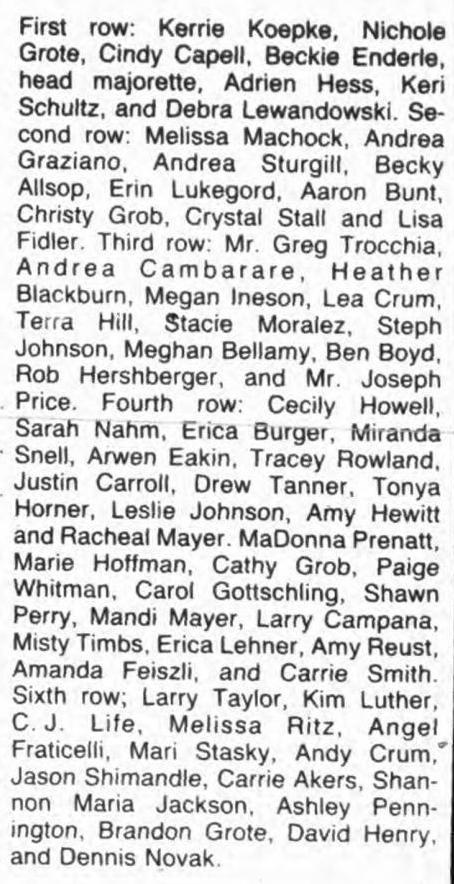 First row: Kerrie Koepke, Nichole
Grote, Cindy Capell, Beckie Enderle,
head majorette, Adrien Hess, Keri
Schultz, and Debra Lewandowski. Se-
cond row: Melissa Machock, Andrea
Graziano, Andrea Sturgill, Becky
Allsop, Erin Lukegord, Aaron Bunt,
Christy Grob, Crystal Stall and Lisa
Fidler. Third row: Mr. Greg Trocchia,
Andrea Cambarare, Heather
Blackburn, Megan Ineson, Lea Crum,
Terra Hill, Stacie Moralez, Steph
Johnson, Meghan Bellamy, Ben Boyd,
Rob Hershberger, and Mr. Joseph
Price. Fourth row: Cecily Howell,
Sarah Nahm, Erica Burger, Miranda
Snell, Arwen Eakin, Tracey Rowland,
Justin Carroll, Drew Tanner, Tonya
Horner, Leslie Johnson, Amy Hewitt
and Racheal Mayer. MaDonna Prenatt,
Marie Hoffman, Cathy Grob, Paige
Whitman, Carol Gottschling, Shawn
Perry, Mandi Mayer, Larry Campana,
Misty Timbs, Erica Lehner, Amy Reust,
Amanda Feiszli, and Carrie Smith.
Sixth row; Larry Taylor, Kim Luther,
C. J. Life, Melissa Ritz, Angel
Fraticelli, Mari Stasky, Andy Crum,
Jason Shimandle, Carrie Akers, Shan-
non Maria Jackson, Ashley Penn-
ington, Brandon Grote, David Henry,
and Dennis Novak.